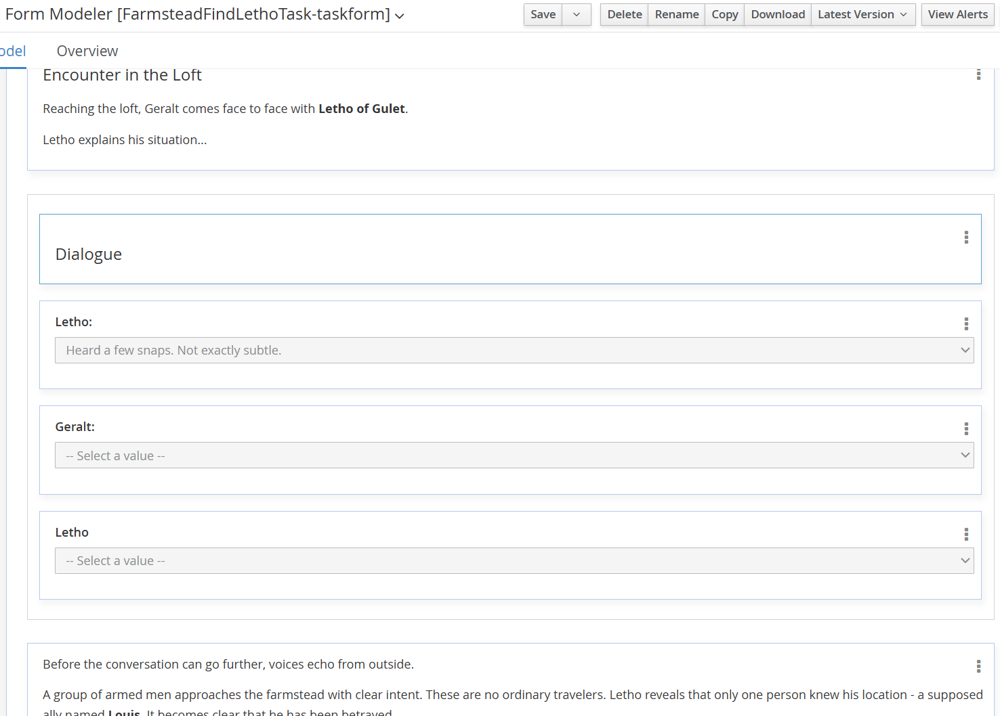 Form Modeler [FarmsteadFindLethoTask-taskform]
Save
Delete Rename Copy Download Latest Version View Alerts
odel Overview
Encounter in the Loft
Reaching the loft, Geralt comes face to face with Letho of Gulet.
Letho explains his situation...
Dialogue
Letho:
Heard a few snaps. Not exactly subtle.
Geralt:
-- Select a value --
Letho
-- Select a value --
Before the conversation can go further, voices echo from outside.
A group of armed men approaches the farmstead with clear intent. These are no ordinary travelers. Letho reveals that only one person knew his location - a supposed
ally named Louis. It becomes clear that he has been betrayed.